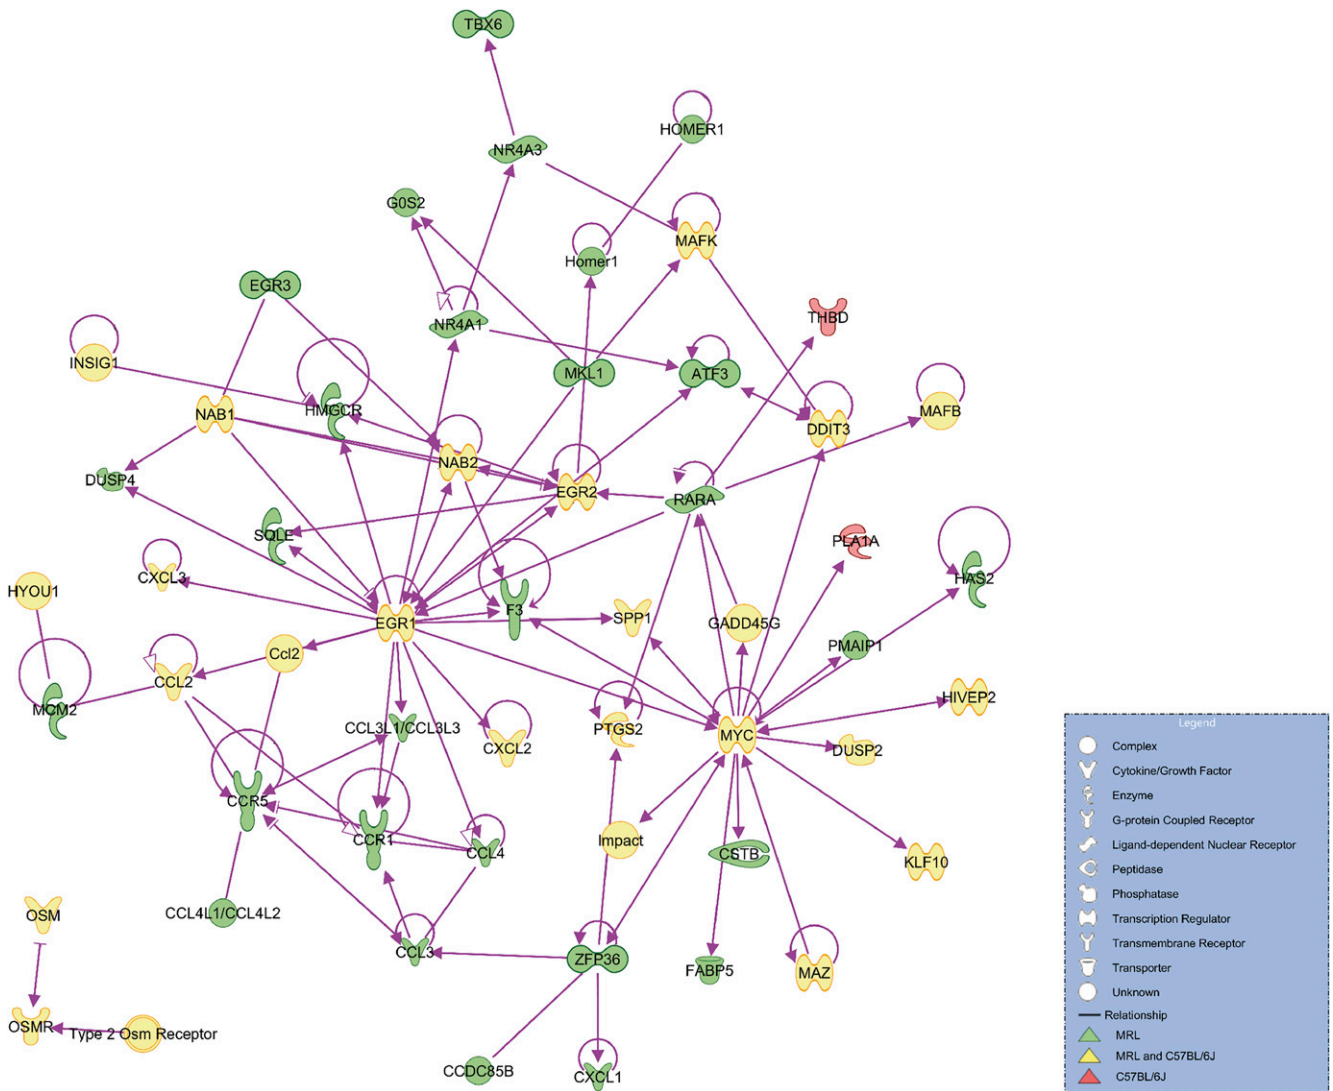 TBX6
HOMER1
NR4A3
G0S2
MAFK
Homer1
EGR3
THBD
NR4A1
INSIG1
MKL1
ATF3
HMGCR
NAB1
MAFB
DDIT3
NAB2
DUSP4
EGR2
RARA
SQLE
PLA1A
CXCL3
HAS2
HYOU1
F3
EGR1
SPP1
GADD45G
PMAIP1
Ccl2
CCL2
HIVEP2
MCM2
CCL3L1/CCL3L3
PTGS2
MYC
CXCL2
DUSP2
CCR5
CCR1
CCL4
Impact
CSTB
KLF10
CCL4L1/CCL4L2
OSM
CCL3
ZFP36
FABP5
MAZ
OSMR
Type 2 Osm Receptor
CCDC85B
CXCL1
Legend
Complex
Cytokine/Growth Factor
Enzyme
G-protein Coupled Receptor
Ligand-dependent Nuclear Receptor
Peptidase
Phosphatase
Transcription Regulator
Transmembrane Receptor
Transporter
Unknown
Relationship
MRL
MRL and C57BL/6J
C57BL/6J